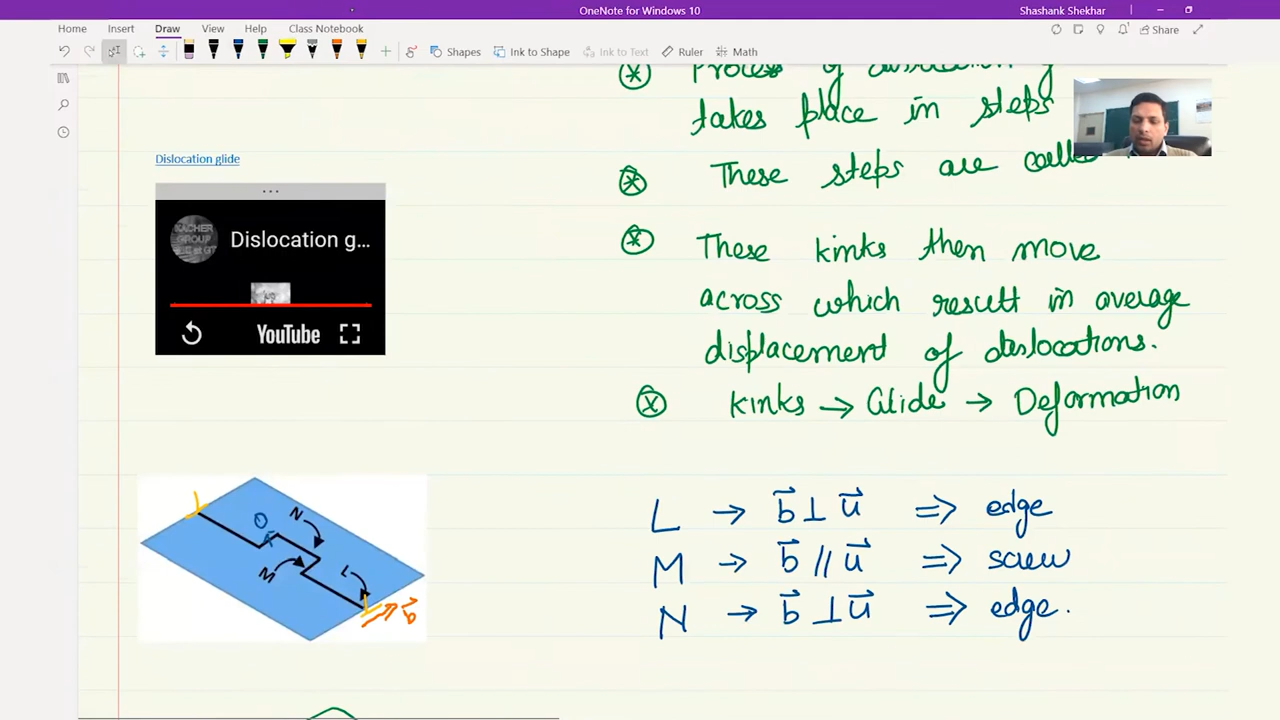 OneNote for Windows 10
Shashank Shekhar
Home Insert Draw View Help Class Notebook
Shapes Ink to Shape Ink to Text Ruler Math
Share
Process of
takes place in steps
Dislocation glide
These steps are
Dislocation g...
YouTube
These kinks then move
across which result in average
displacement of dislocations.
kinks → Glide → Deformation
L → b⃗ ⊥ u⃗ ⇒ edge
M → b⃗ // u⃗ ⇒ screw
N → b⃗ ⊥ u⃗ ⇒ edge.
O
N
M
L
b⃗